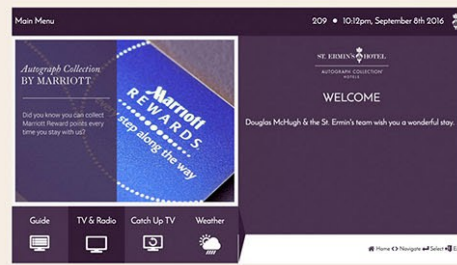 Main Menu
209 • 10:12pm, September 8th 2016
Autograph Collection
BY MARRIOTT
Did you know you can collect
Marriott Reward points every
time you stay with us?
Marriott
REWARDS
step along the way
ST. ERMIN'S HOTEL
AUTOGRAPH COLLECTION®
HOTELS
WELCOME
Douglas McHugh & the St. Ermin's team wish you a wonderful stay.
Guide
TV & Radio
Catch Up TV
Weather
Home
Navigate
Select